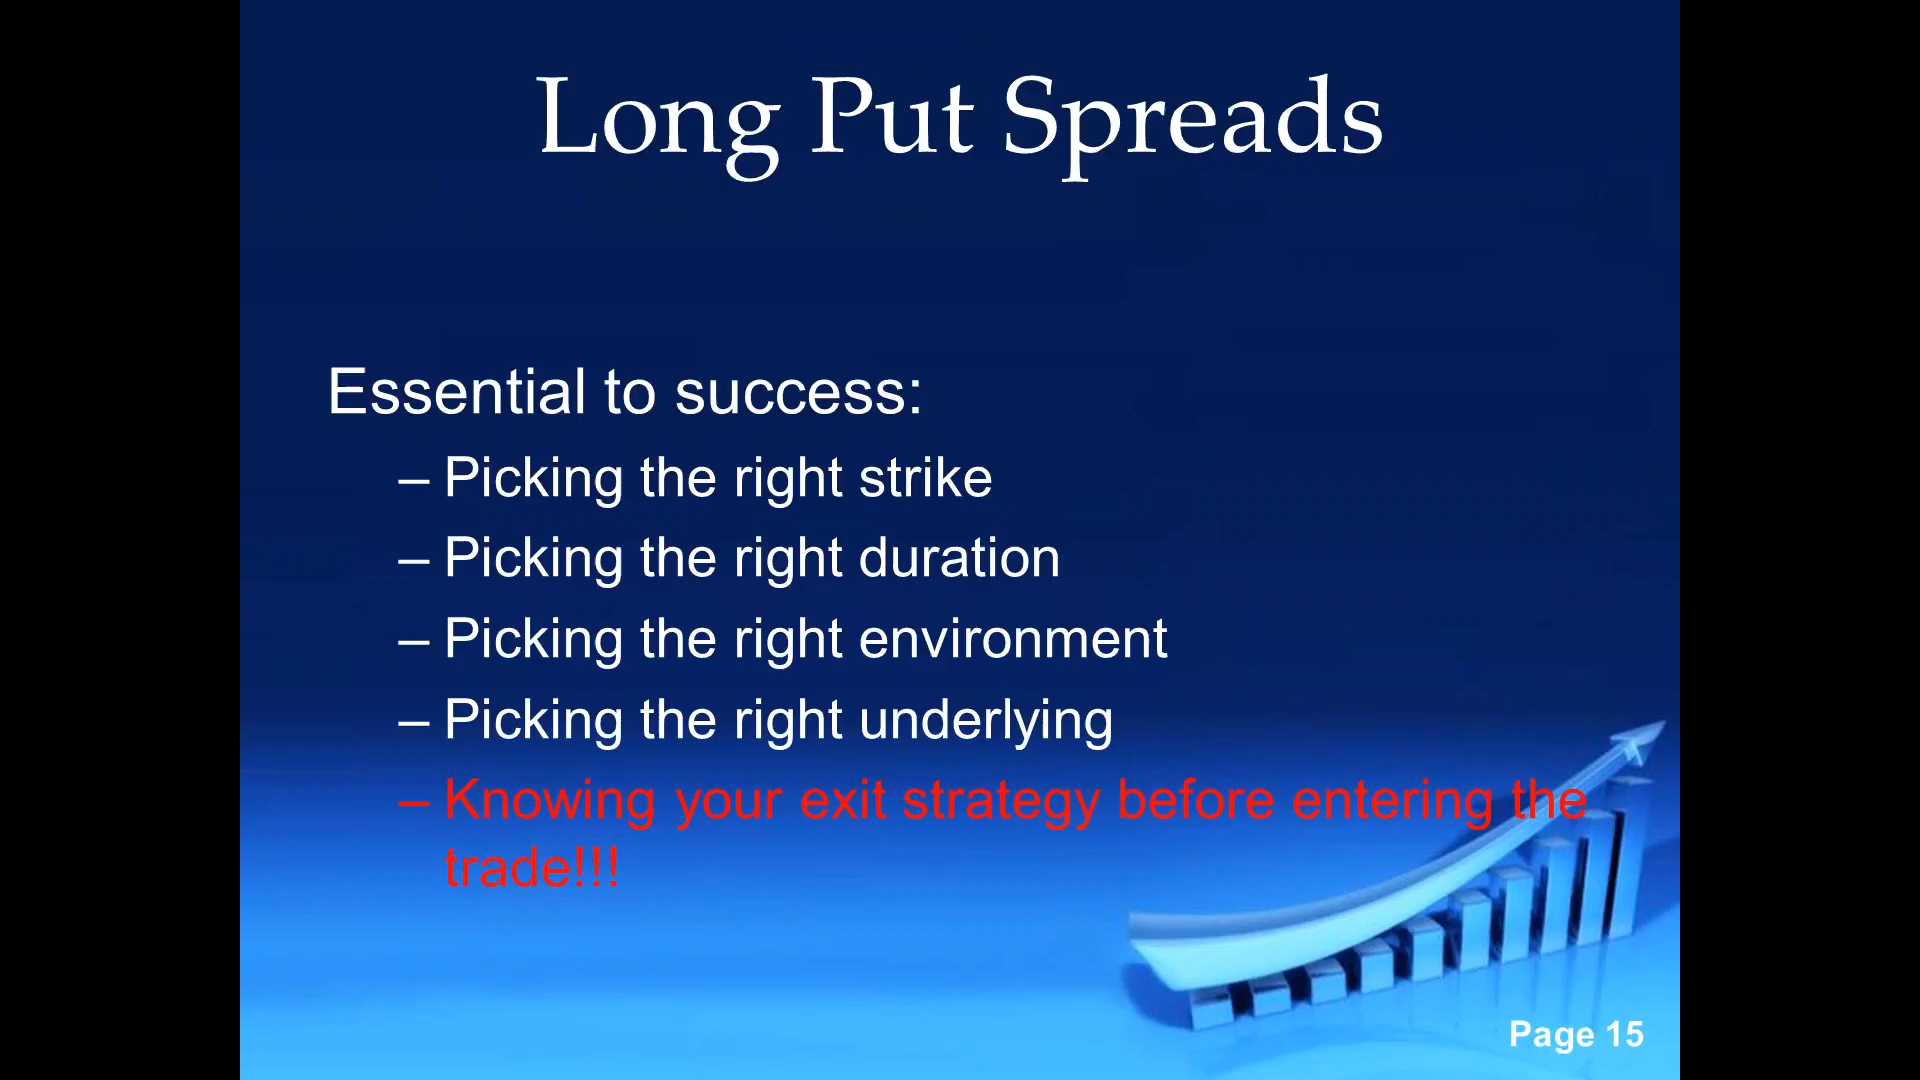 Long Put Spreads
Essential to success:
– Picking the right strike
– Picking the right duration
– Picking the right environment
– Picking the right underlying
– Knowing your exit strategy before entering the
trade!!!
Page 15